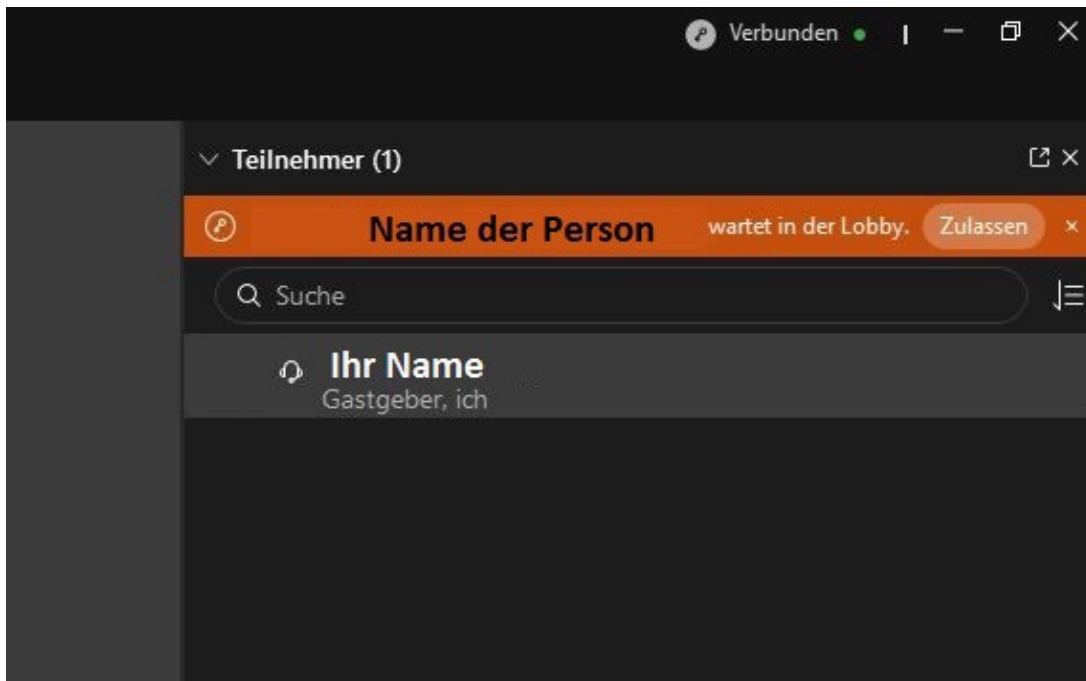 Verbunden
Teilnehmer (1)
Name der Person wartet in der Lobby. Zulassen
Suche
Ihr Name
Gastgeber, ich